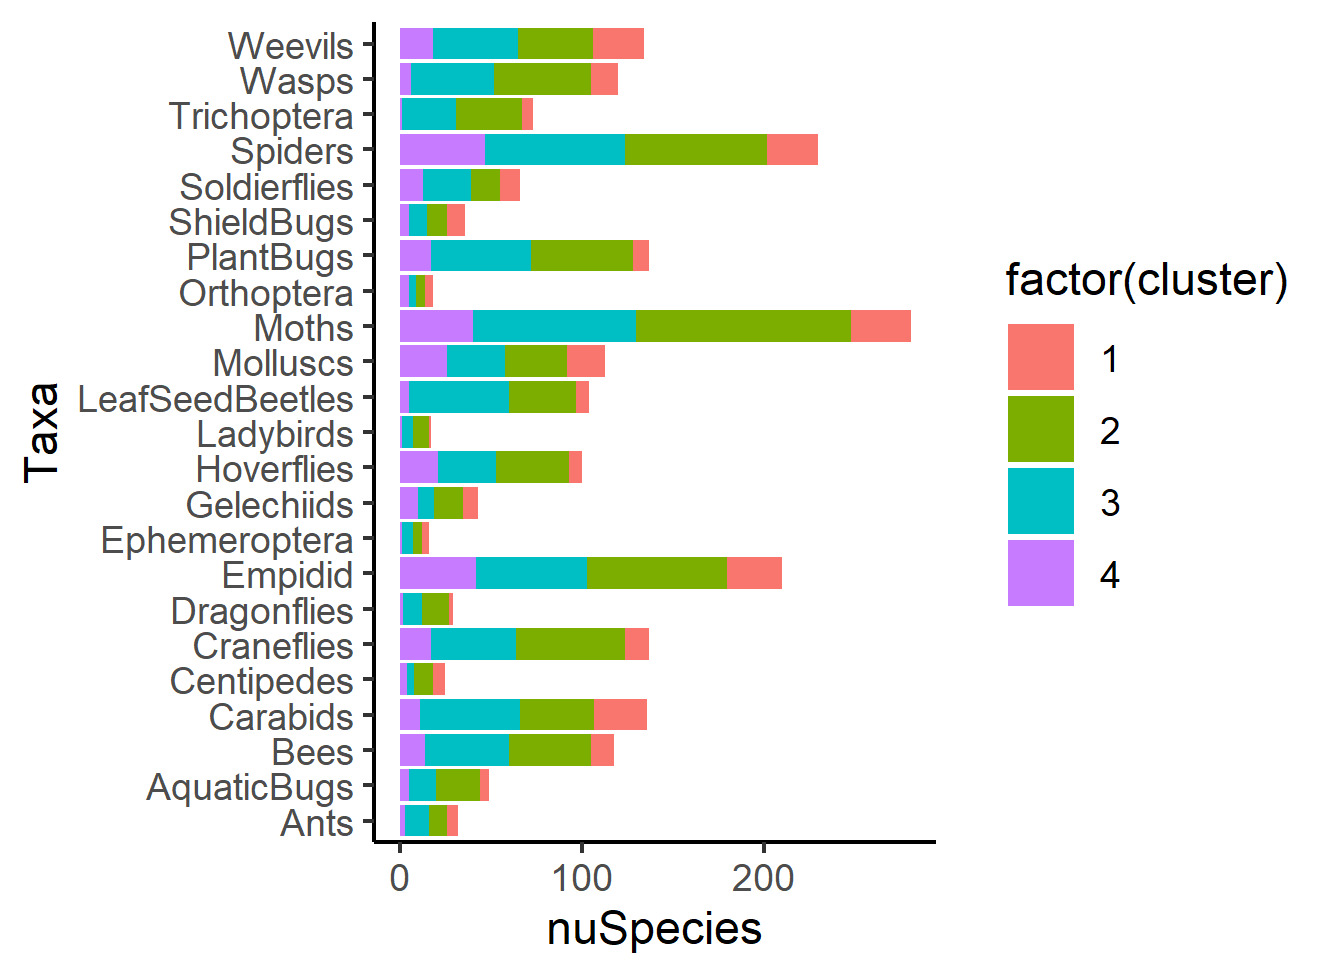 Weevils
Wasps
Trichoptera
Spiders
Soldierflies
ShieldBugs
PlantBugs
Orthoptera
Moths
Molluscs
LeafSeedBeetles
Ladybirds
Hoverflies
Gelechiids
Ephemeroptera
Empidid
Dragonflies
Craneflies
Centipedes
Carabids
Bees
AquaticBugs
Ants
Taxa
0 100 200
nuSpecies
factor(cluster)
1
2
3
4